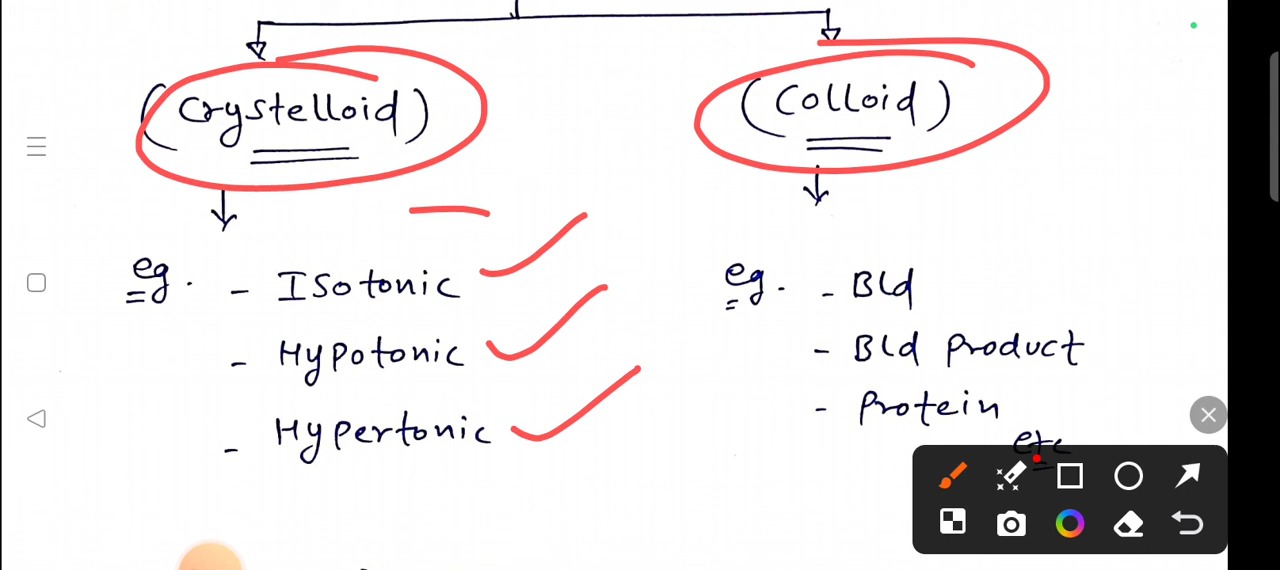 (Crystelloid)
(Colloid)
eg. - Isotonic
- Hypotonic
- Hypertonic
eg. - Bld
- Bld product
- Protein
etc